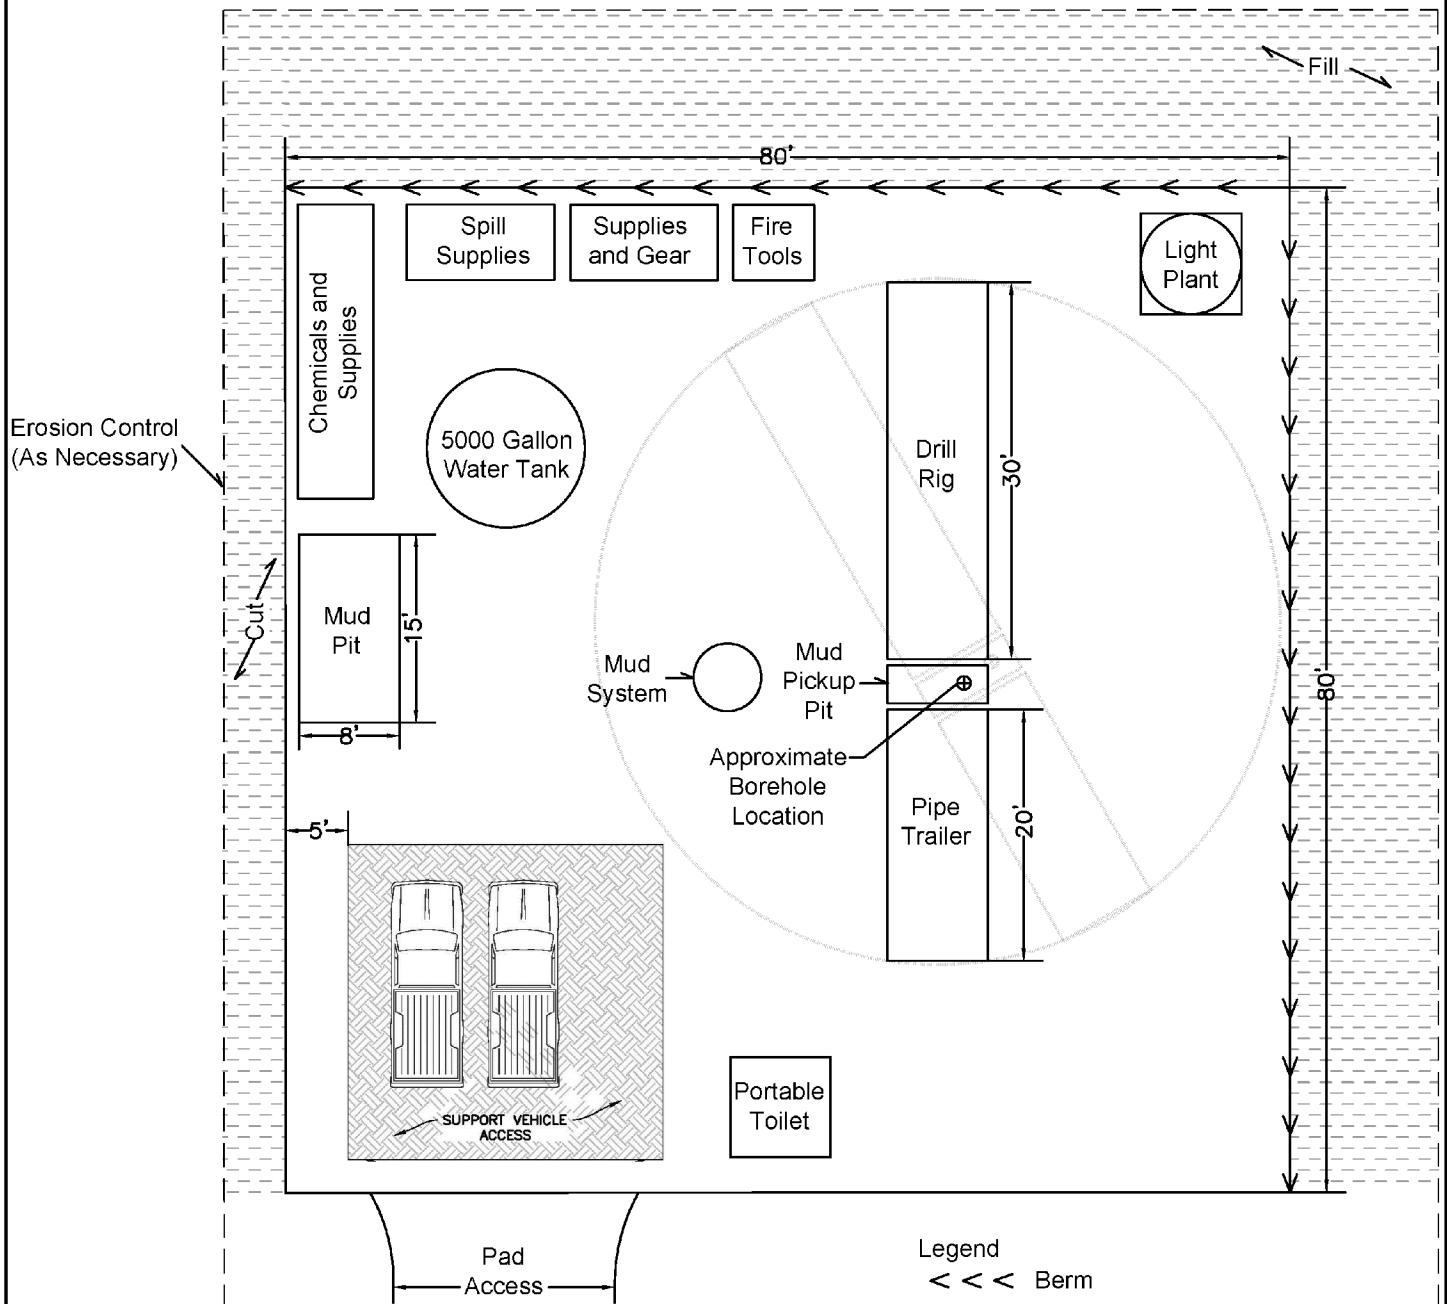 Fill
80'
Spill
Supplies
Supplies
and Gear
Fire
Tools
Light
Plant
Chemicals and
Supplies
Erosion Control
(As Necessary)
5000 Gallon
Water Tank
Drill
Rig
30'
Cut
Mud
Pit
15'
8'
Mud
System
Mud
Pickup
Pit
80'
Approximate
Borehole
Location
Pipe
Trailer
20'
5'
SUPPORT VEHICLE
ACCESS
Portable
Toilet
Pad
Access
Legend
Berm